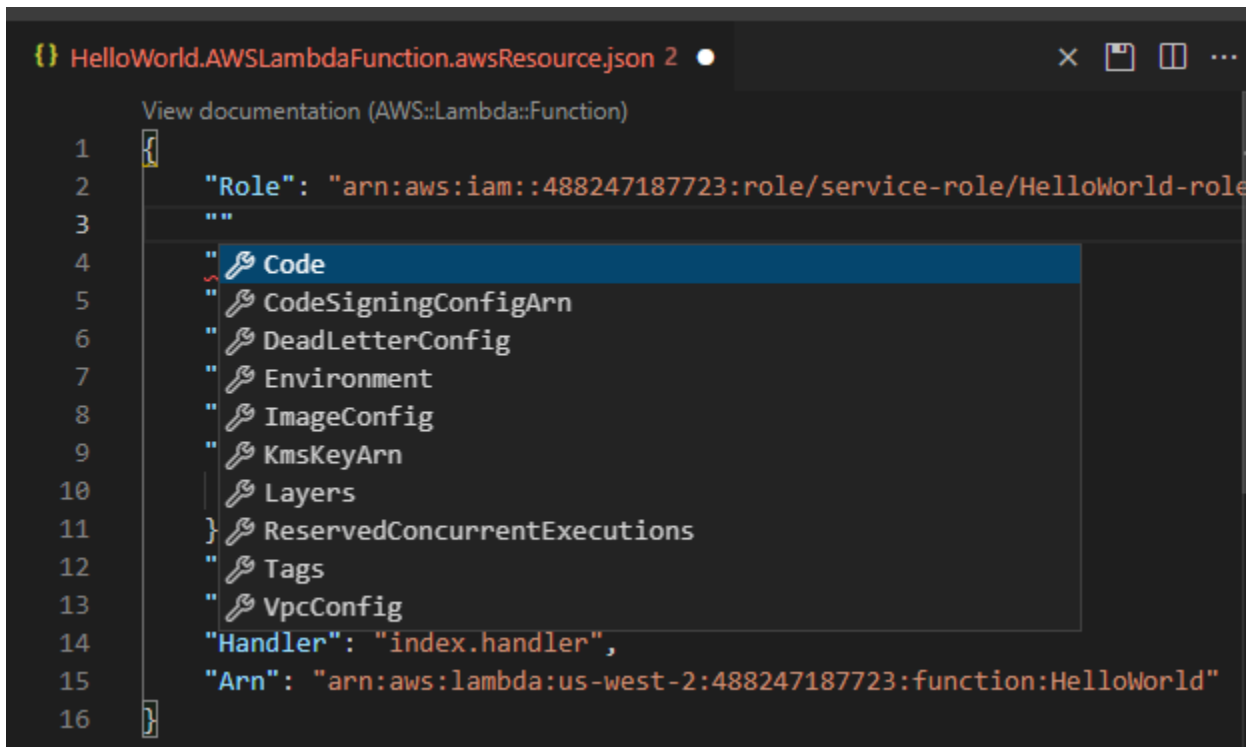 {} HelloWorld.AWSLambdaFunction.awsResource.json 2
View documentation (AWS::Lambda::Function)
1 {
2 "Role": "arn:aws:iam::488247187723:role/service-role/HelloWorld-role
3 ""
4 " Code
5 " CodeSigningConfigArn
6 " DeadLetterConfig
7 " Environment
8 " ImageConfig
9 " KmsKeyArn
10 Layers
11 } ReservedConcurrentExecutions
12 " Tags
13 " VpcConfig
14 "Handler": "index.handler",
15 "Arn": "arn:aws:lambda:us-west-2:488247187723:function:HelloWorld"
16 }